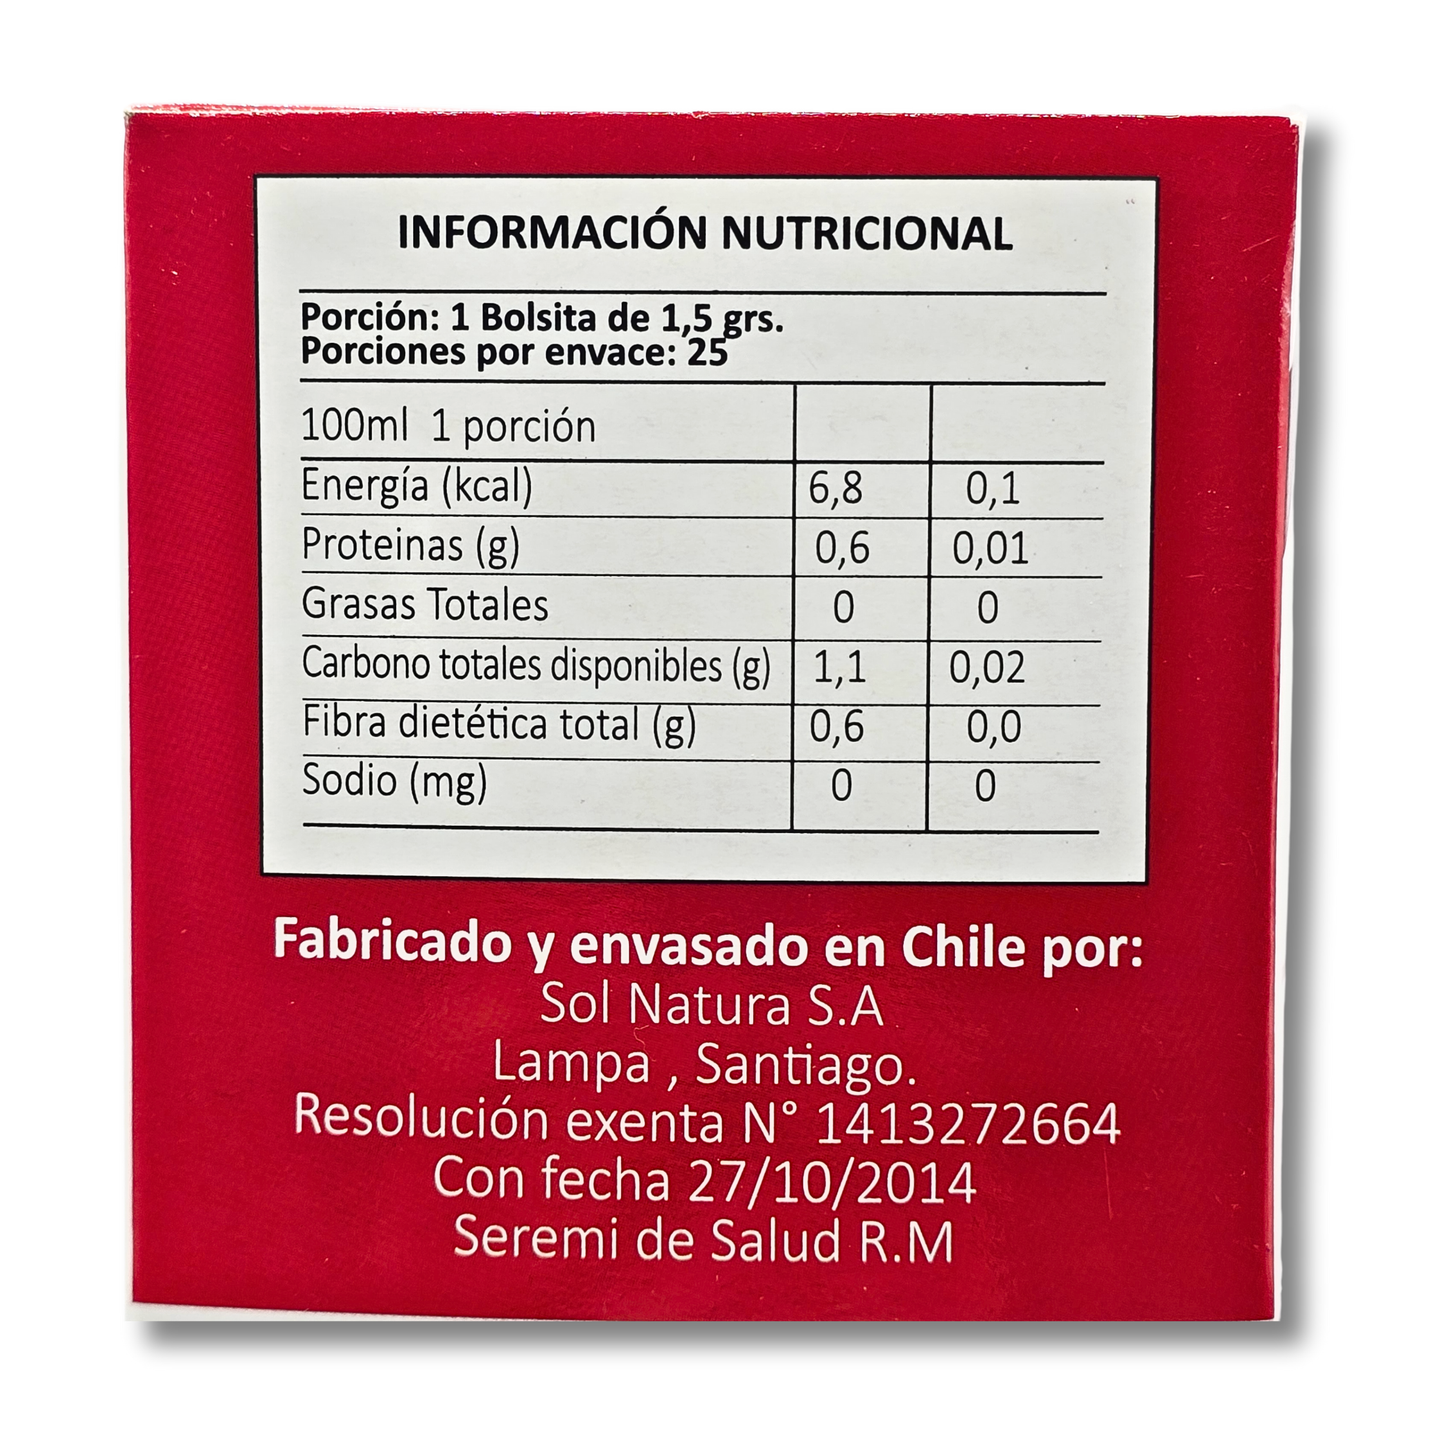 INFORMACIÓN NUTRICIONAL
Porción: 1 Bolsita de 1,5 grs.
Porciones por envace: 25
100ml 1 porción
Energía (kcal) 6,8 0,1
Proteinas (g) 0,6 0,01
Grasas Totales 0 0
Carbono totales disponibles (g) 1,1 0,02
Fibra dietética total (g) 0,6 0,0
Sodio (mg) 0 0
Fabricado y envasado en Chile por:
Sol Natura S.A
Lampa , Santiago.
Resolución exenta N° 1413272664
Con fecha 27/10/2014
Seremi de Salud R.M